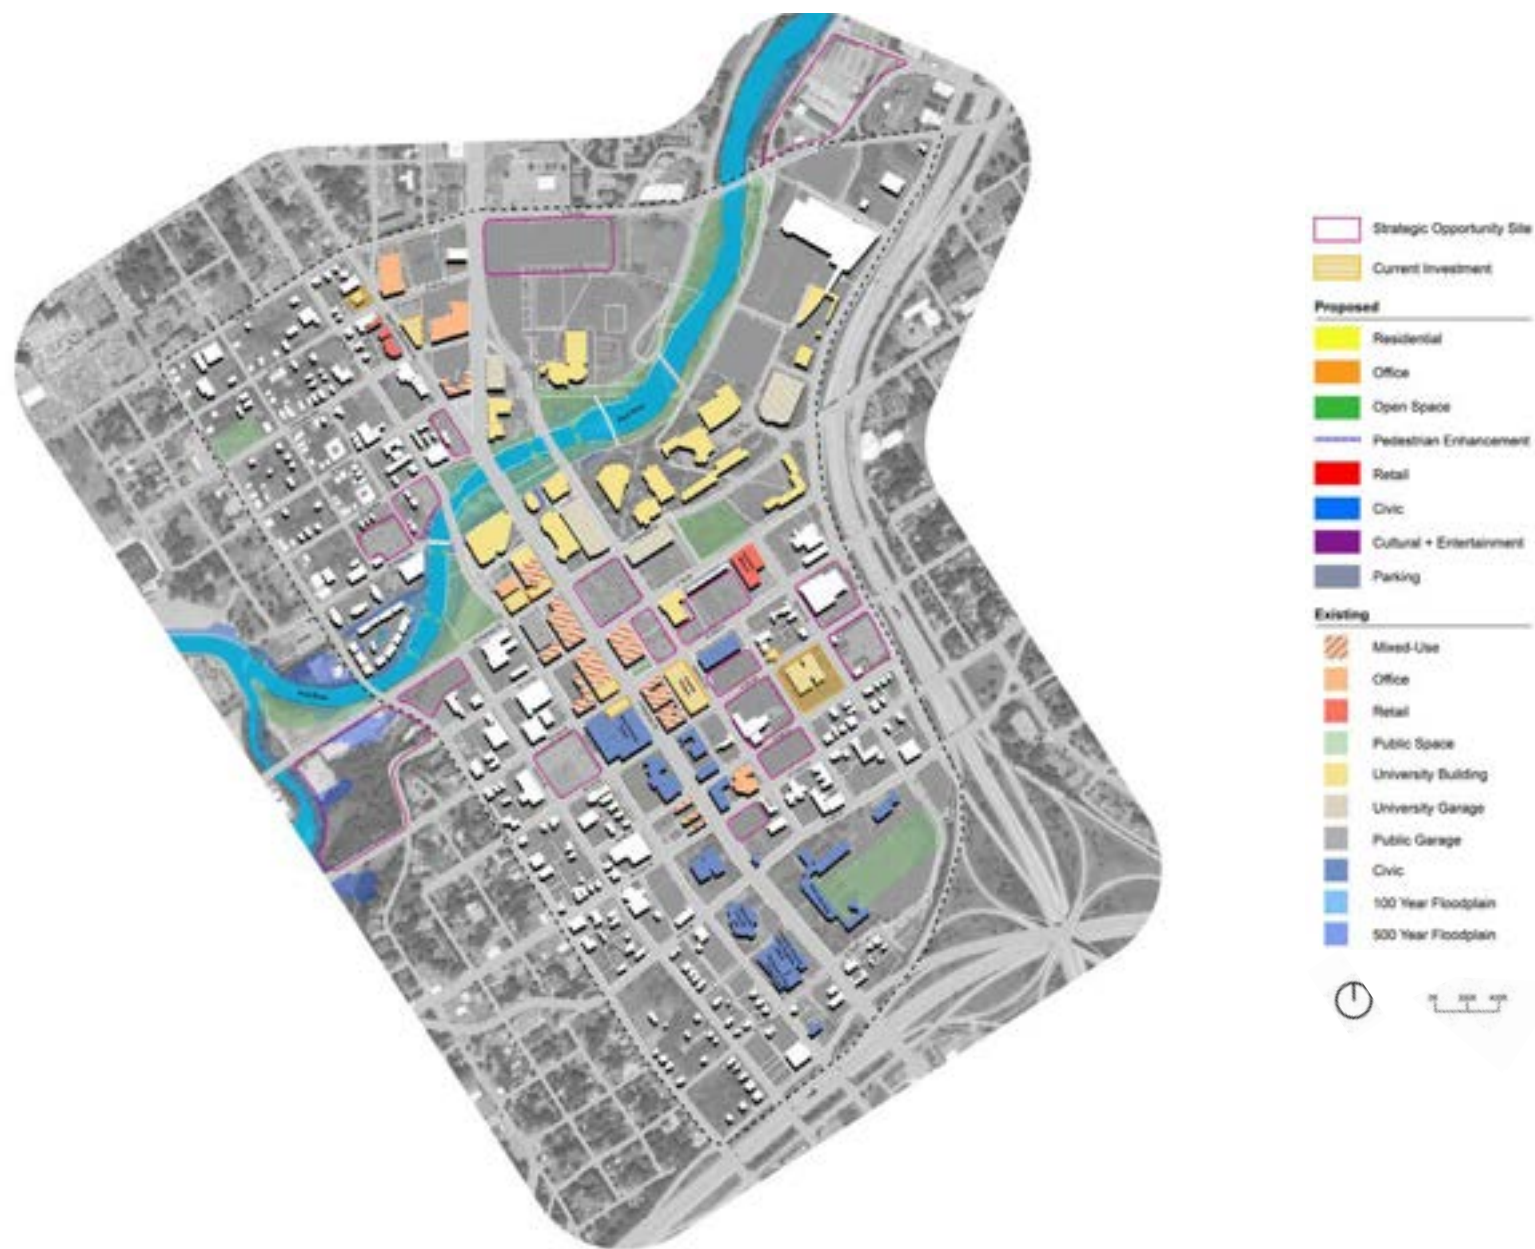 Strategic Opportunity Site
Current Investment
Proposed
Residential
Office
Open Space
Pedestrian Enhancement
Retail
Civic
Cultural + Entertainment
Parking
Existing
Mixed-Use
Office
Retail
Public Space
University Building
University Garage
Public Garage
Civic
100 Year Floodplain
500 Year Floodplain